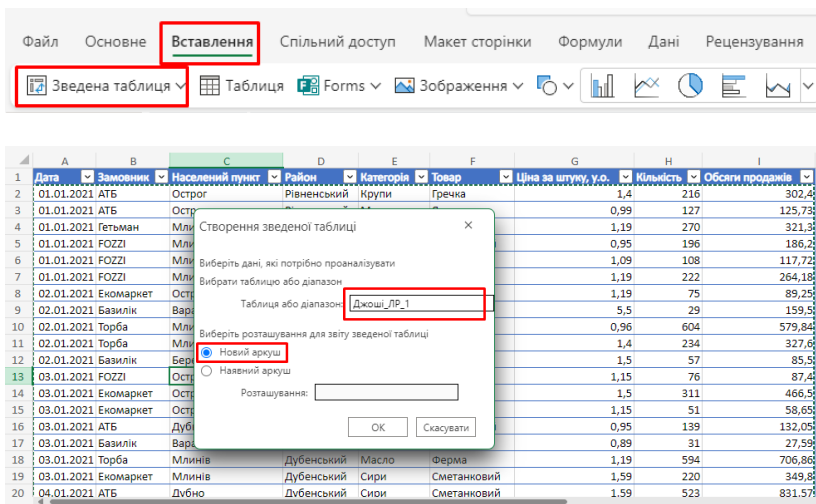 Файл Основне Вставлення Спільний доступ Макет сторінки Формули Дані Рецензування
Зведена таблиця Таблиця Forms Зображення
A B C D E F G H I
1 Дата Замовник Населений пункт Район Категорія Товар Ціна за штуку, у.о. Кількість Обсяги продажів
2 01.01.2021 АТБ Острог Рівненський Крупи Гречка 1,4 216 302,4
3 01.01.2021 АТБ 0,99 127 125,73
4 01.01.2021 Гетьман 1,19 270 321,3
5 01.01.2021 FOZZI 0,95 196 186,2
6 01.01.2021 FOZZI 1,09 108 117,72
7 01.01.2021 FOZZI 1,19 222 264,18
8 02.01.2021 Екомаркет 1,19 75 89,25
9 02.01.2021 Базилік 5,5 29 159,5
10 02.01.2021 Торба 0,96 604 579,84
11 02.01.2021 Торба 1,4 234 327,6
12 02.01.2021 Базилік 1,5 57 85,5
13 03.01.2021 FOZZI 1,15 76 87,4
14 03.01.2021 Екомаркет 1,5 311 466,5
15 03.01.2021 Екомаркет 1,15 51 58,65
16 03.01.2021 АТБ 0,95 139 132,05
17 03.01.2021 Базилік 0,89 31 27,59
18 03.01.2021 Торба Млинів Дубенський Масло Ферма 1,19 594 706,86
19 03.01.2021 Екомаркет Млинів Дубенський Сири Сметанковий 1,59 220 349,8
20 04.01.2021 АТБ Дубно Дубенський Сири Сметанковий 1,59 523 831,57
Створення зведеної таблиці
Виберіть дані, які потрібно проаналізувати
Вибрати таблицю або діапазон
Таблиця або діапазон: Джоші_ЛР_1
Виберіть розташування для звіту зведеної таблиці
Новий аркуш
Наявний аркуш
Розташування:
ОК Скасувати